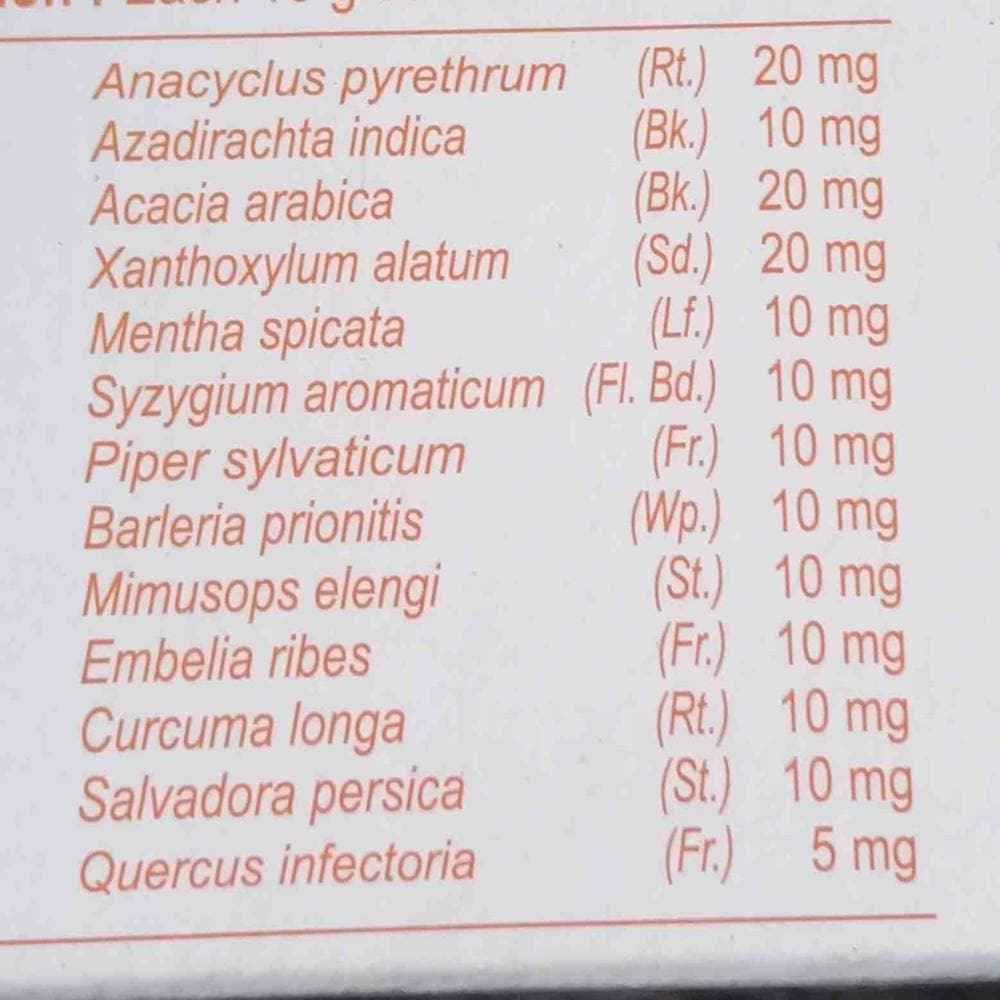 Anacyclus pyrethrum (Rt.) 20 mg
Azadirachta indica (Bk.) 10 mg
Acacia arabica (Bk.) 20 mg
Xanthoxylum alatum (Sd.) 20 mg
Mentha spicata (Lf.) 10 mg
Syzygium aromaticum (Fl. Bd.) 10 mg
Piper sylvaticum (Fr.) 10 mg
Barleria prionitis (Wp.) 10 mg
Mimusops elengi (St.) 10 mg
Embelia ribes (Fr.) 10 mg
Curcuma longa (Rt.) 10 mg
Salvadora persica (St.) 10 mg
Quercus infectoria (Fr.) 5 mg